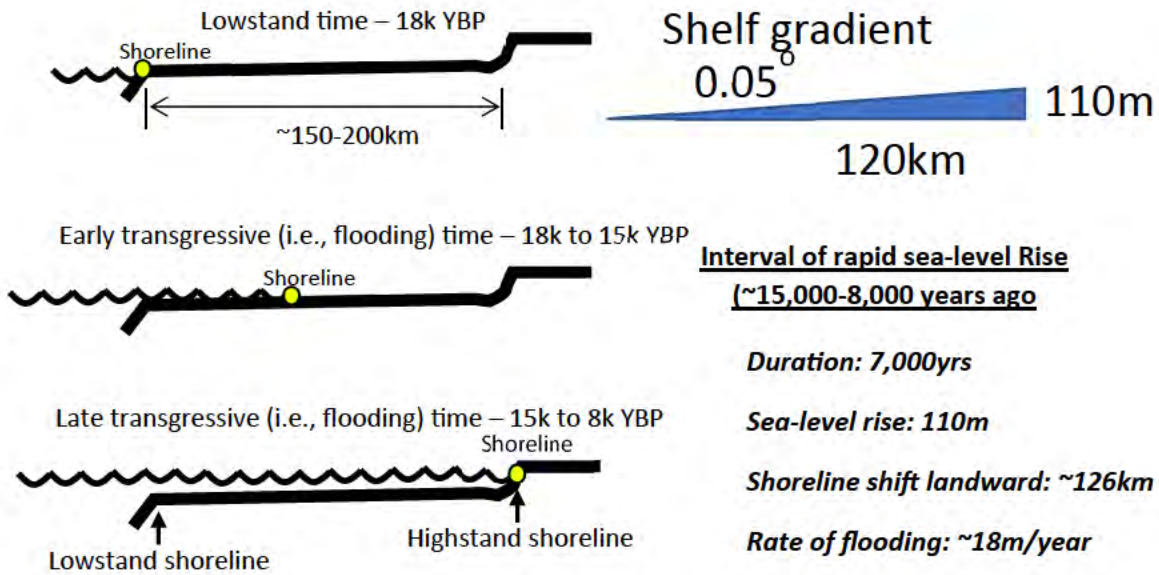 Lowstand time – 18k YBP
Shoreline
~150-200km
Shelf gradient
0.05°
110m
120km
Early transgressive (i.e., flooding) time – 18k to 15k YBP
Shoreline
Late transgressive (i.e., flooding) time – 15k to 8k YBP
Shoreline
Lowstand shoreline
Highstand shoreline
Interval of rapid sea-level Rise
(~15,000-8,000 years ago
Duration: 7,000yrs
Sea-level rise: 110m
Shoreline shift landward: ~126km
Rate of flooding: ~18m/year